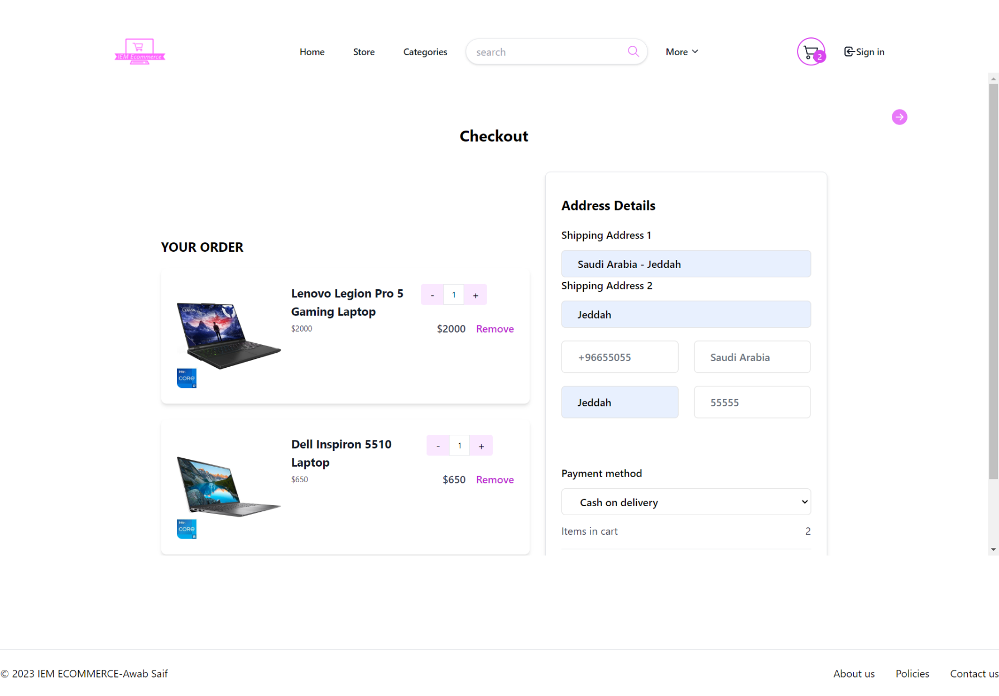 IEM Ecommerce
Home
Store
Categories
search
More
2
Sign in
Checkout
YOUR ORDER
Lenovo Legion Pro 5
Gaming Laptop
$2000
- 1 +
$2000 Remove
LEGION
intel
CORE
i7
Dell Inspiron 5510
Laptop
$650
- 1 +
$650 Remove
intel
CORE
i5
Address Details
Shipping Address 1
Saudi Arabia - Jeddah
Shipping Address 2
Jeddah
+96655055
Saudi Arabia
Jeddah
55555
Payment method
Cash on delivery
Items in cart 2
© 2023 IEM ECOMMERCE-Awab Saif
About us
Policies
Contact us